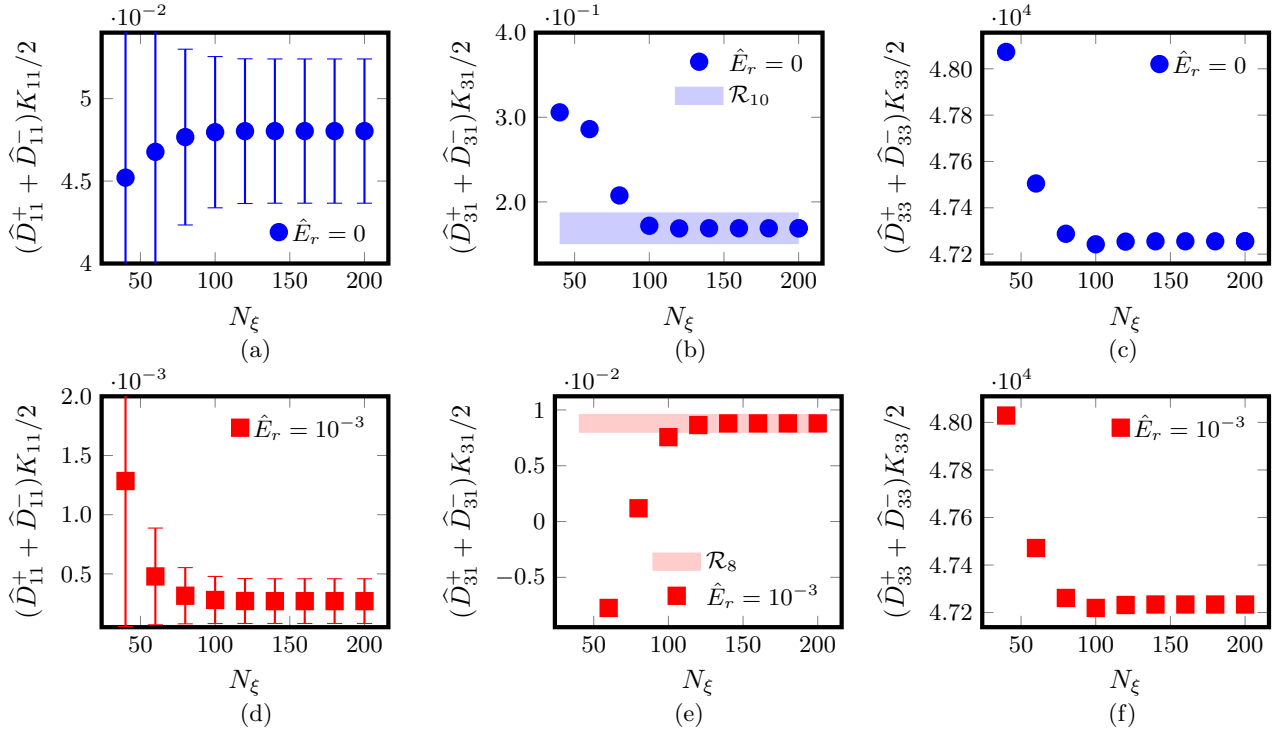 ·10⁻²
(D̂₁₁⁺ + D̂₁₁⁻)K₁₁/2
5
4.5
4
Ê_r = 0
50 100 150 200
N_ξ
(a)
·10⁻¹
(D̂₃₁⁺ + D̂₃₁⁻)K₃₁/2
4.0
3.0
2.0
Ê_r = 0
ℛ₁₀
50 100 150 200
N_ξ
(b)
·10⁴
(D̂₃₃⁺ + D̂₃₃⁻)K₃₃/2
4.80
4.78
4.76
4.74
4.72
Ê_r = 0
50 100 150 200
N_ξ
(c)
·10⁻³
(D̂₁₁⁺ + D̂₁₁⁻)K₁₁/2
2.0
1.5
1.0
0.5
Ê_r = 10⁻³
50 100 150 200
N_ξ
(d)
·10⁻²
(D̂₃₁⁺ + D̂₃₁⁻)K₃₁/2
1
0.5
0
−0.5
ℛ₈
Ê_r = 10⁻³
50 100 150 200
N_ξ
(e)
·10⁴
(D̂₃₃⁺ + D̂₃₃⁻)K₃₃/2
4.80
4.78
4.76
4.74
4.72
Ê_r = 10⁻³
50 100 150 200
N_ξ
(f)